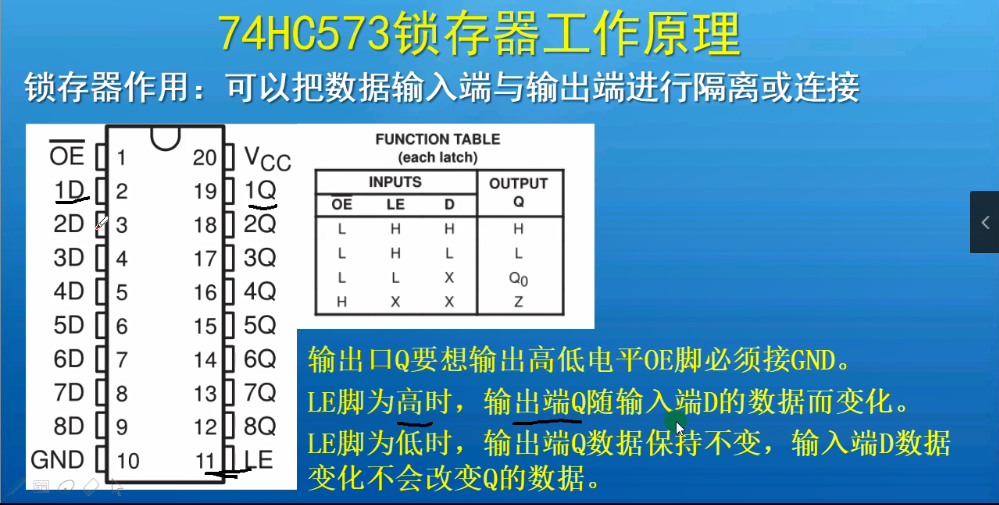 74HC573锁存器工作原理
锁存器作用：可以把数据输入端与输出端进行隔离或连接
OE 1 20 VCC
1D 2 19 1Q
2D 3 18 2Q
3D 4 17 3Q
4D 5 16 4Q
5D 6 15 5Q
6D 7 14 6Q
7D 8 13 7Q
8D 9 12 8Q
GND 10 11 LE
FUNCTION TABLE
(each latch)
INPUTS OUTPUT
OE LE D Q
L H H H
L H L L
L L X Q0
H X X Z
输出口Q要想输出高低电平OE脚必须接GND。
LE脚为高时，输出端Q随输入端D的数据而变化。
LE脚为低时，输出端Q数据保持不变，输入端D数据
变化不会改变Q的数据。